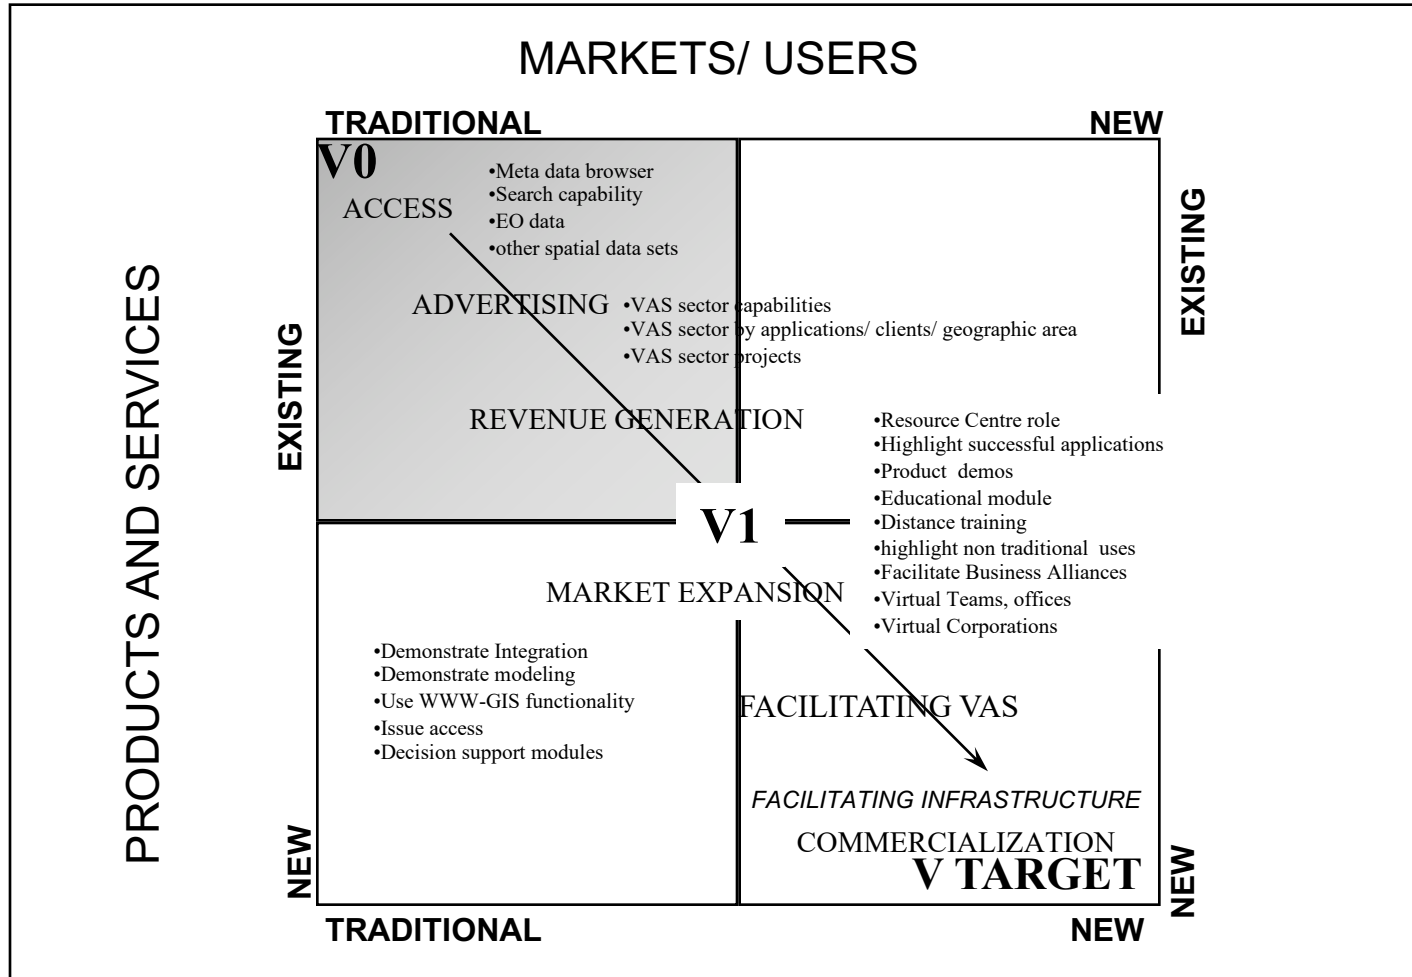 MARKETS/ USERS
TRADITIONAL
NEW
V0
ACCESS
•Meta data browser
•Search capability
•EO data
•other spatial data sets
EXISTING
EXISTING
PRODUCTS AND SERVICES
ADVERTISING
•VAS sector capabilities
•VAS sector by applications/ clients/ geographic area
•VAS sector projects
REVENUE GENERATION
•Resource Centre role
•Highlight successful applications
•Product  demos
•Educational module
•Distance training
•highlight non traditional  uses
•Facilitate Business Alliances
•Virtual Teams, offices
•Virtual Corporations
V1
MARKET EXPANSION
•Demonstrate Integration
•Demonstrate modeling
•Use WWW-GIS functionality
•Issue access
•Decision support modules
FACILITATING VAS
FACILITATING INFRASTRUCTURE
COMMERCIALIZATION
V TARGET
NEW
NEW
TRADITIONAL
NEW